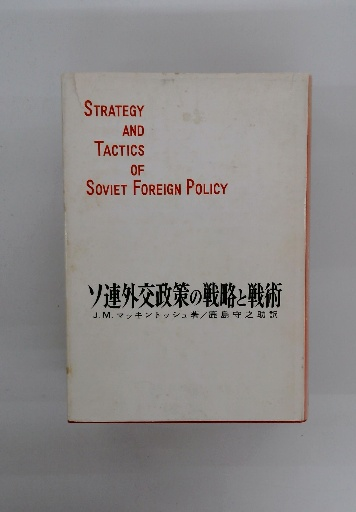 STRATEGY
AND
TACTICS
OF
SOVIET FOREIGN POLICY
ソ連外交政策の戦略と戦術
J.M.マッキントッシュ著/鹿島守之助訳